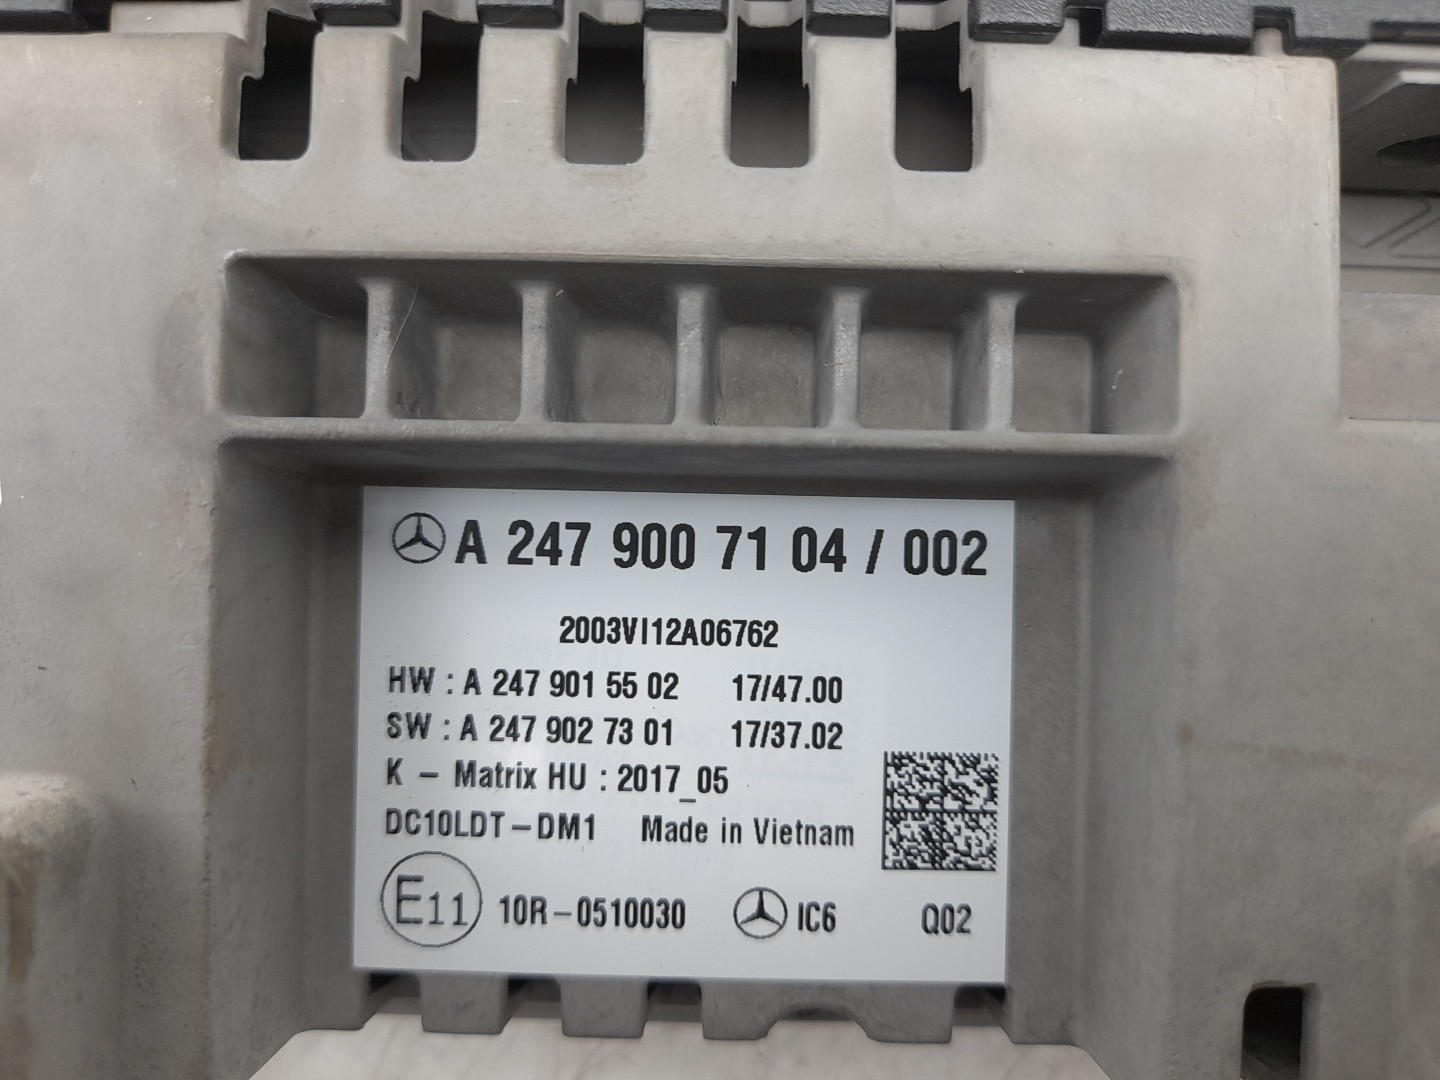 A 247 900 71 04 / 002
2003VI12A06762
HW : A 247 901 55 02 17/47.00
SW : A 247 902 73 01 17/37.02
K - Matrix HU : 2017_05
DC10LDT-DM1 Made in Vietnam
E11 10R-0510030 IC6 Q02